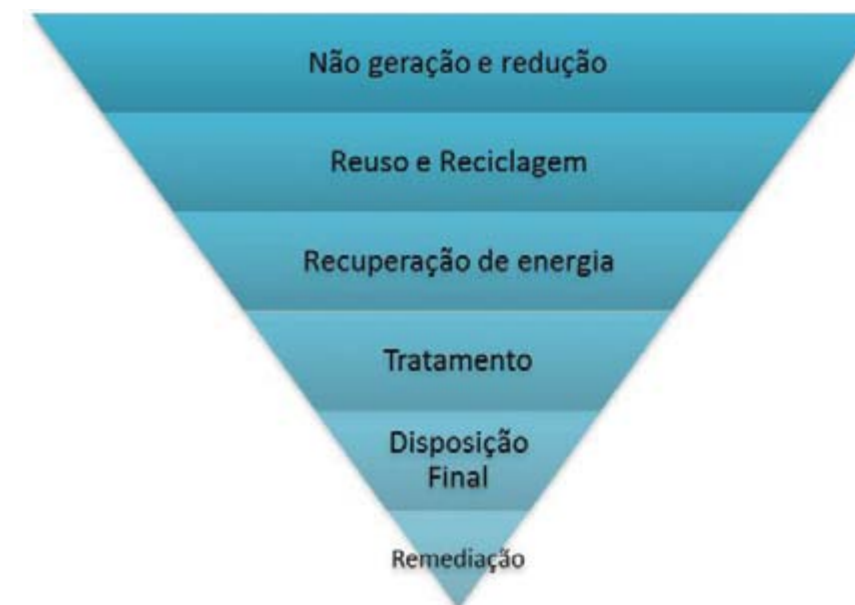 Não geração e redução
Reuso e Reciclagem
Recuperação de energia
Tratamento
Disposição
Final
Remediação